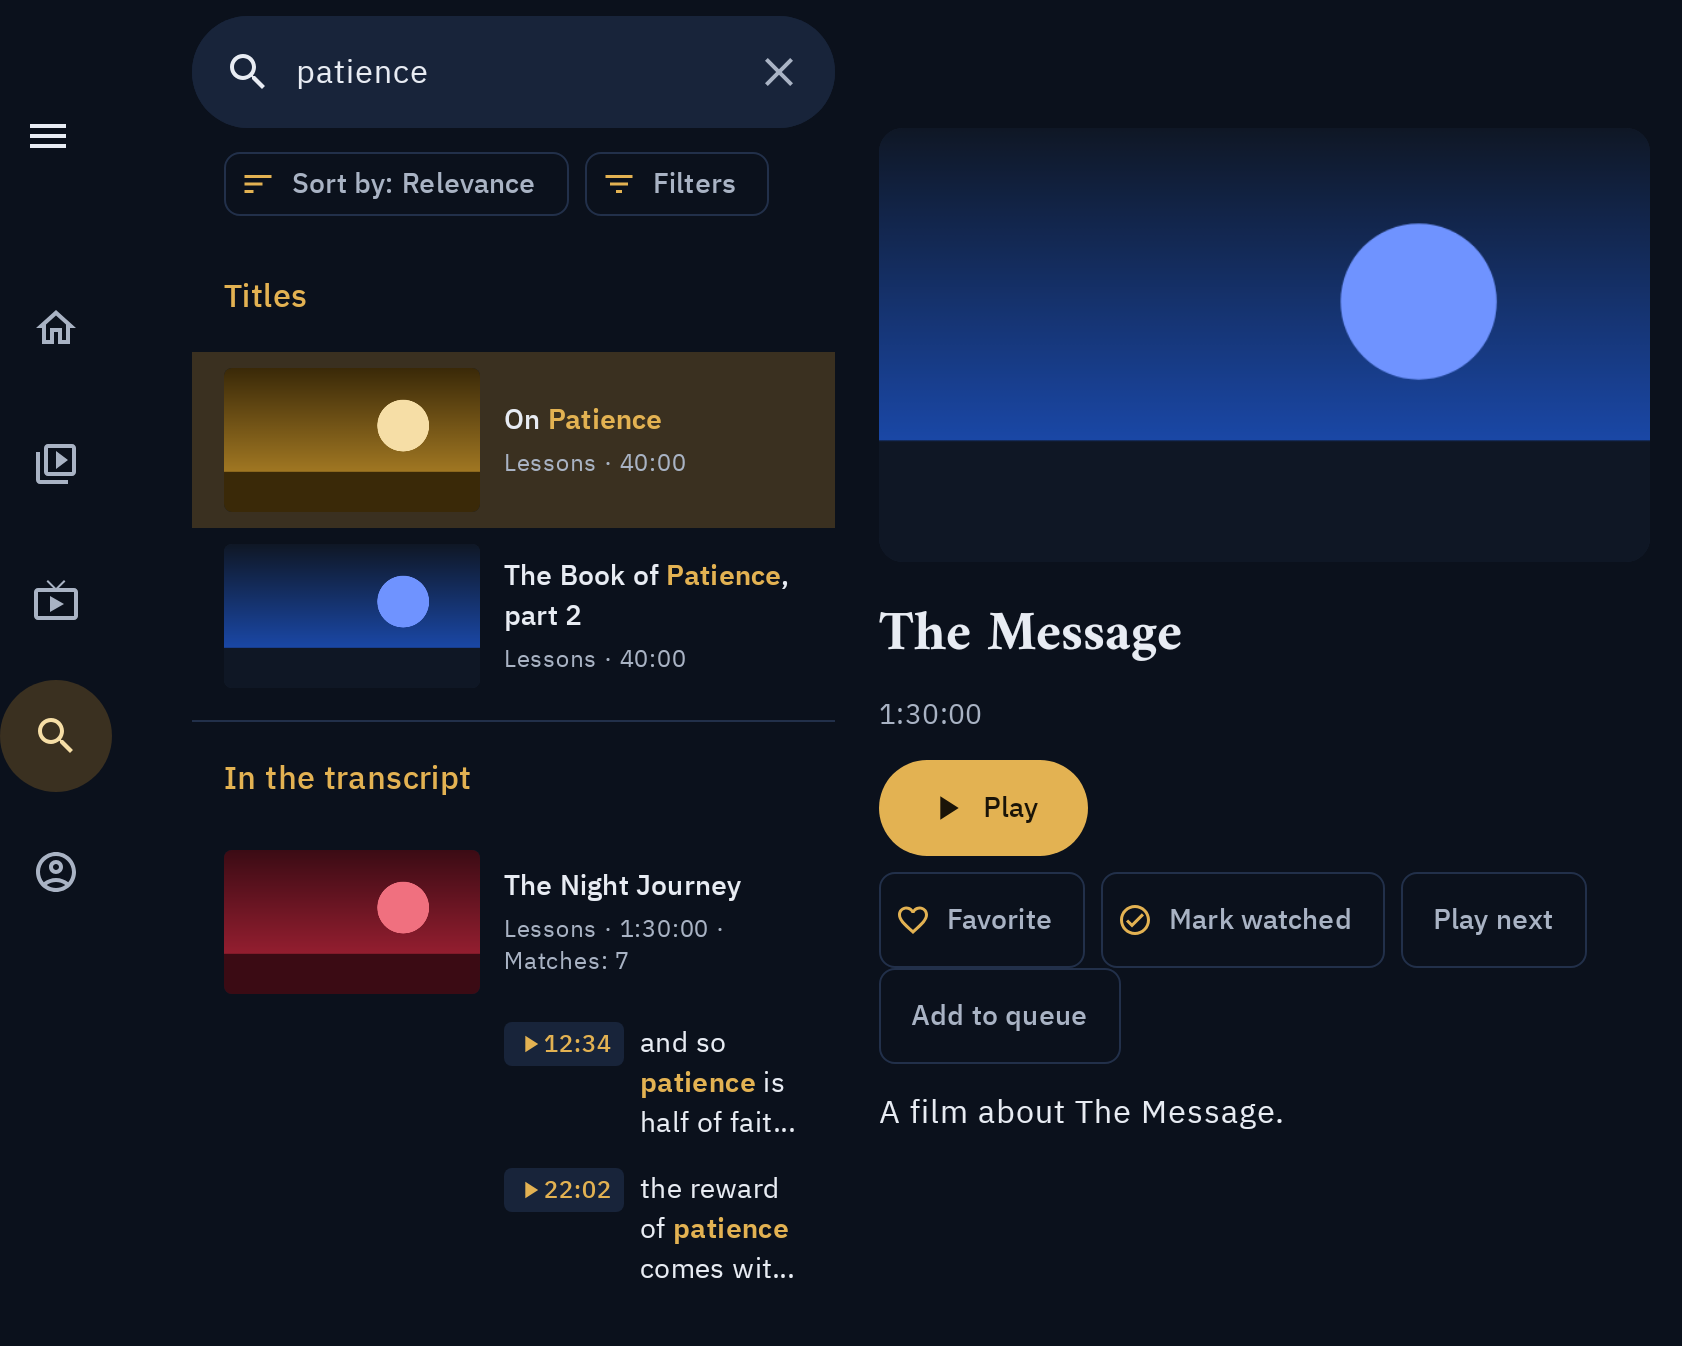 patience
Sort by: Relevance
Filters
Titles
On Patience
Lessons · 40:00
The Book of Patience,
part 2
Lessons · 40:00
In the transcript
The Night Journey
Lessons · 1:30:00 ·
Matches: 7
12:34
and so
patience is
half of fait...
22:02
the reward
of patience
comes wit...
The Message
1:30:00
Play
Favorite
Mark watched
Play next
Add to queue
A film about The Message.